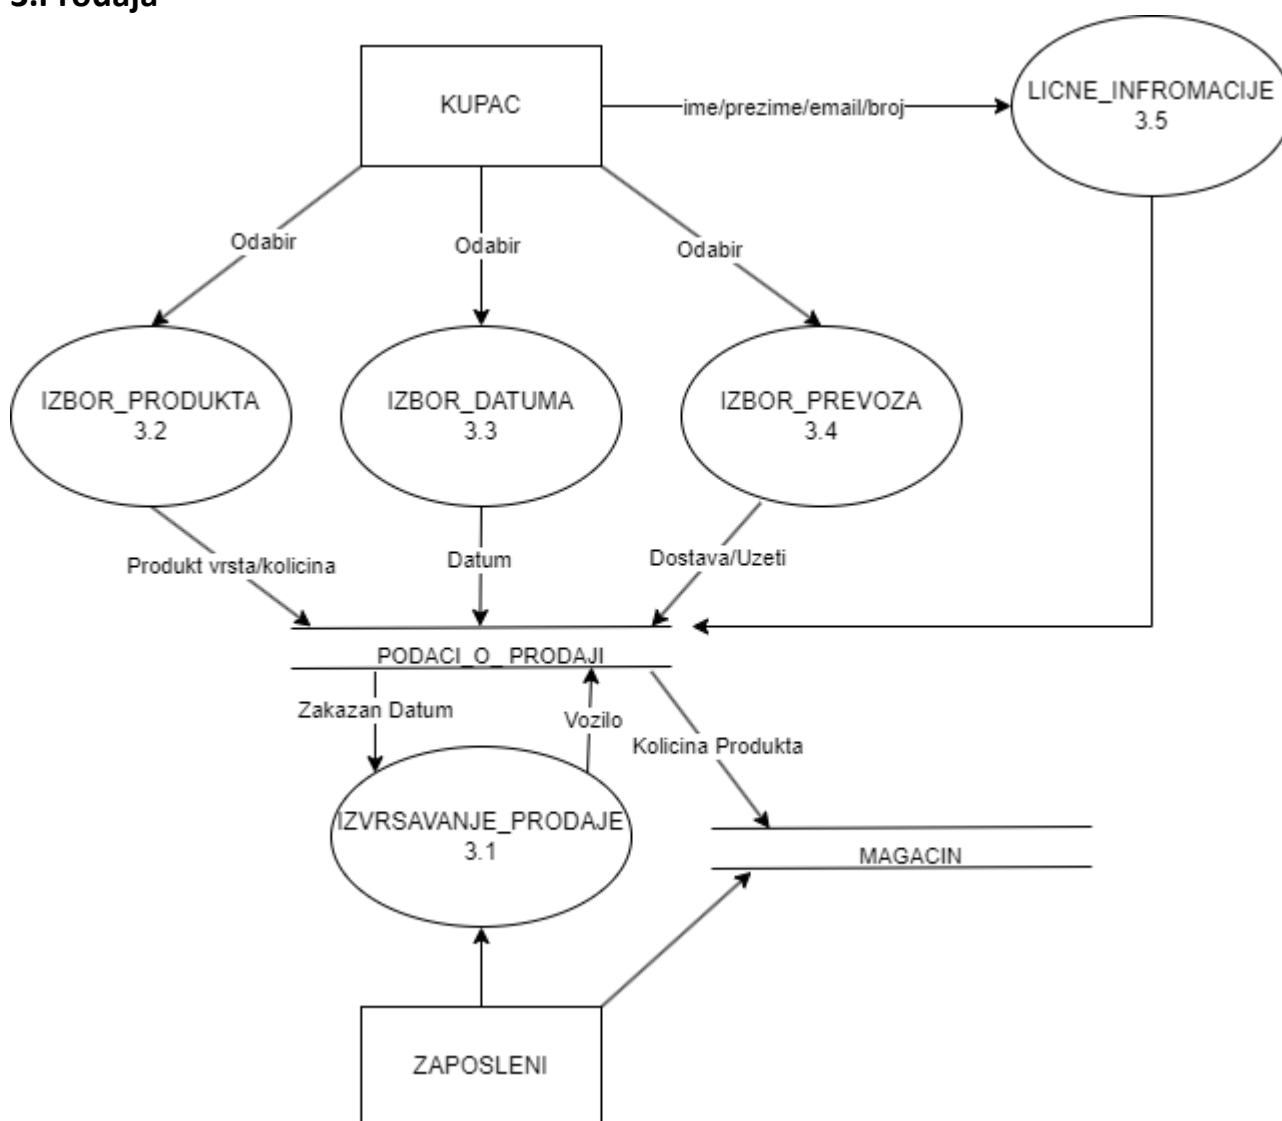 3.Prodaja
KUPAC
ime/prezime/email/broj
LICNE_INFROMACIJE
3.5
Odabir
Odabir
Odabir
IZBOR_PRODUKTA
3.2
IZBOR_DATUMA
3.3
IZBOR_PREVOZA
3.4
Produkt vrsta/kolicina
Datum
Dostava/Uzeti
PODACI_O_ PRODAJI
Zakazan Datum
Vozilo
Kolicina Produkta
IZVRSAVANJE_PRODAJE
3.1
MAGACIN
ZAPOSLENI